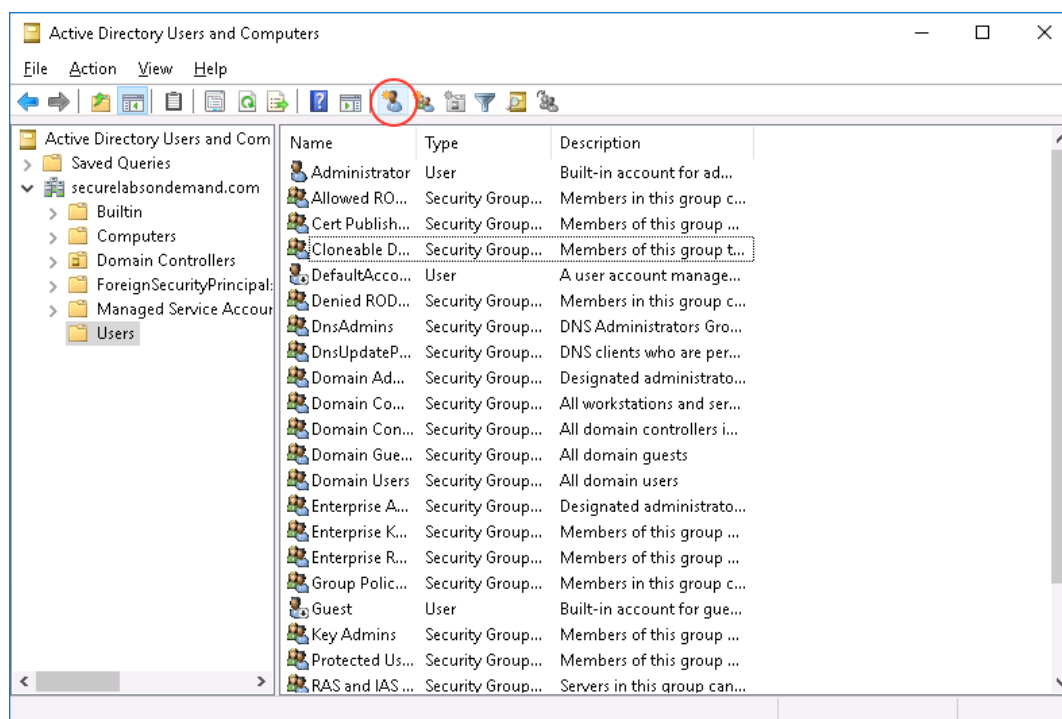 Active Directory Users and Computers
File Action View Help
Active Directory Users and Com
Saved Queries
securelabsondemand.com
Builtin
Computers
Domain Controllers
ForeignSecurityPrincipal:
Managed Service Accour
Users
Name Type Description
Administrator User Built-in account for ad...
Allowed RO... Security Group... Members in this group c...
Cert Publish... Security Group... Members of this group ...
Cloneable D... Security Group... Members of this group t...
DefaultAcco... User A user account manage...
Denied ROD... Security Group... Members in this group c...
DnsAdmins Security Group... DNS Administrators Gro...
DnsUpdateP... Security Group... DNS clients who are per...
Domain Ad... Security Group... Designated administrato...
Domain Co... Security Group... All workstations and ser...
Domain Con... Security Group... All domain controllers i...
Domain Gue... Security Group... All domain guests
Domain Users Security Group... All domain users
Enterprise A... Security Group... Designated administrato...
Enterprise K... Security Group... Members of this group ...
Enterprise R... Security Group... Members of this group ...
Group Polic... Security Group... Members in this group c...
Guest User Built-in account for gue...
Key Admins Security Group... Members of this group ...
Protected Us... Security Group... Members of this group ...
RAS and IAS ... Security Group... Servers in this group can...